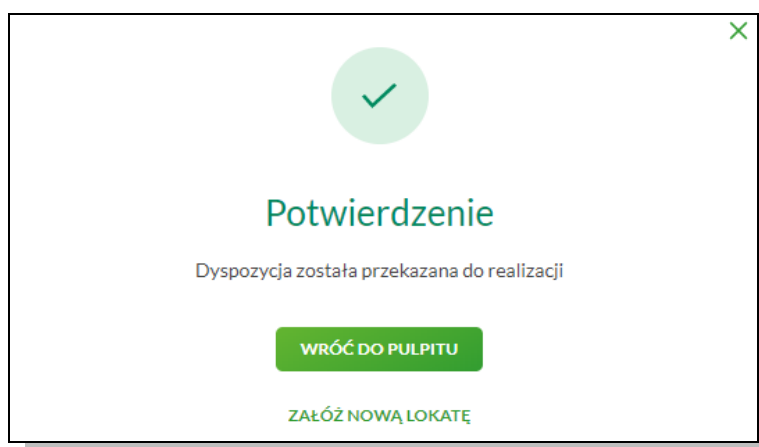 Potwierdzenie
Dyspozycja została przekazana do realizacji
WRÓĆ DO PULPITU
ZAŁÓŻ NOWĄ LOKATĘ